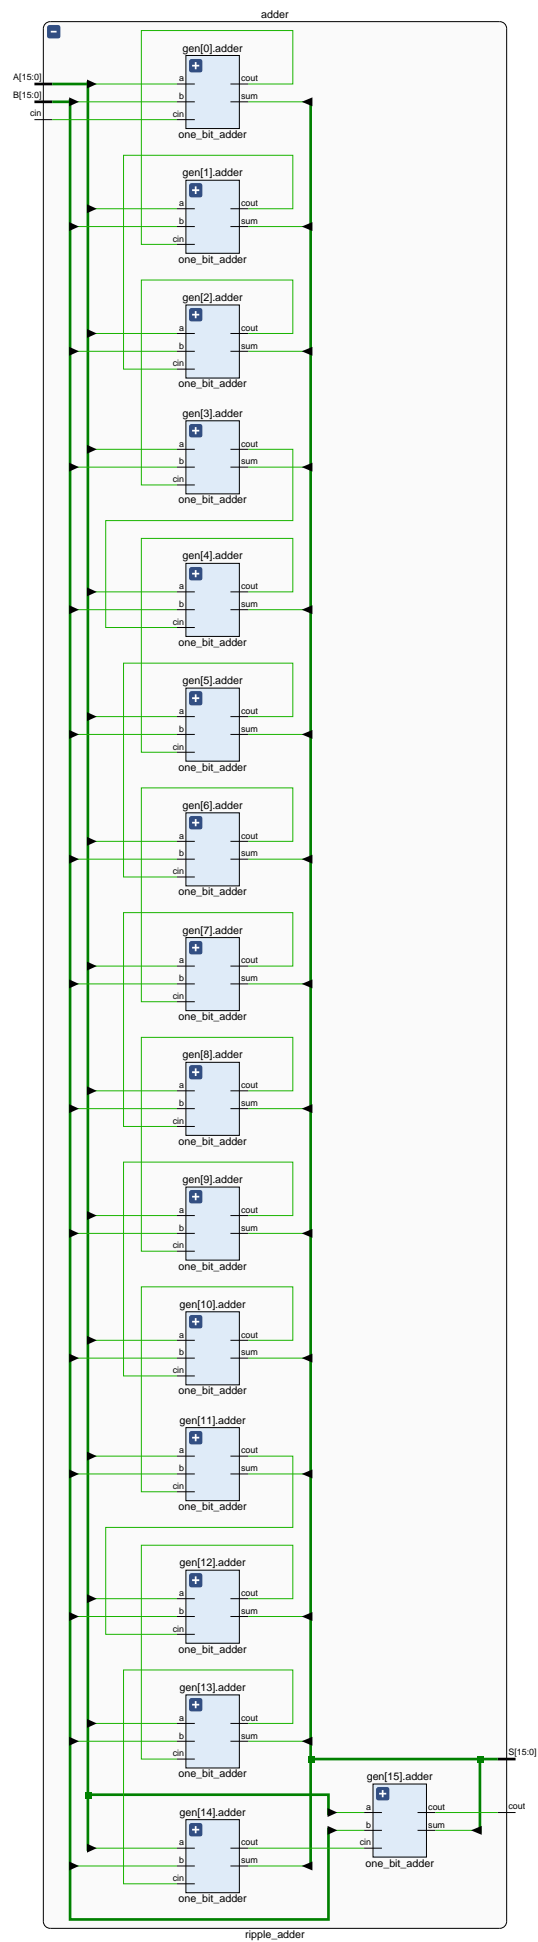 adder
gen[0].adder
A[15:0]
a
cout
B[15:0]
b
sum
cin
cin
one_bit_adder
gen[1].adder
a
cout
b
sum
cin
one_bit_adder
gen[2].adder
a
cout
b
sum
cin
one_bit_adder
gen[3].adder
a
cout
b
sum
cin
one_bit_adder
gen[4].adder
a
cout
b
sum
cin
one_bit_adder
gen[5].adder
a
cout
b
sum
cin
one_bit_adder
gen[6].adder
a
cout
b
sum
cin
one_bit_adder
gen[7].adder
a
cout
b
sum
cin
one_bit_adder
gen[8].adder
a
cout
b
sum
cin
one_bit_adder
gen[9].adder
a
cout
b
sum
cin
one_bit_adder
gen[10].adder
a
cout
b
sum
cin
one_bit_adder
gen[11].adder
a
cout
b
sum
cin
one_bit_adder
gen[12].adder
a
cout
b
sum
cin
one_bit_adder
gen[13].adder
a
cout
b
sum
cin
one_bit_adder
S[15:0]
gen[15].adder
a
cout
cout
b
sum
cin
one_bit_adder
gen[14].adder
a
cout
b
sum
cin
one_bit_adder
ripple_adder